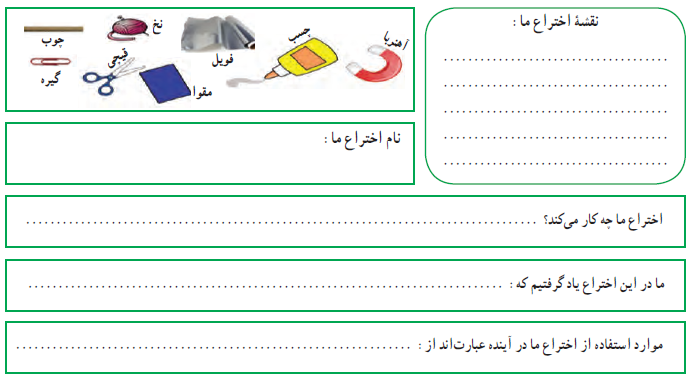 نقشهٔ اختراع ما :
آهنربا
چسب
فویل
نخ
چوب
قیچی
گیره
مقوا
نام اختراع ما :
اختراع ما چه کار می‌کند؟ ................................................................................
ما در این اختراع یاد گرفتیم که : ................................................................................
موارد استفاده از اختراع ما در آینده عبارت‌اند از : ................................................................